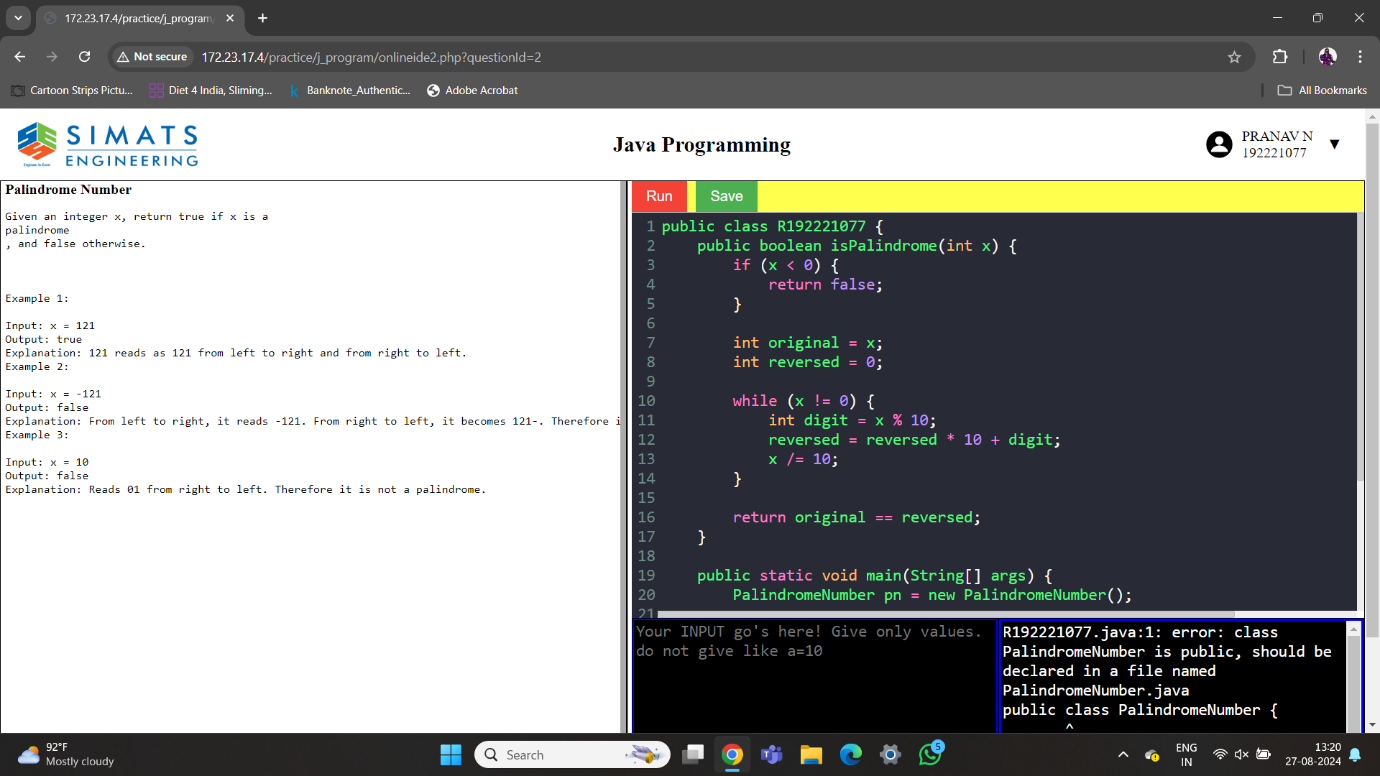 172.23.17.4/practice/j_program
Not secure
172.23.17.4/practice/j_program/onlineide2.php?questionId=2
Cartoon Strips Pictu...
Diet 4 India, Sliming...
Banknote_Authentic...
Adobe Acrobat
All Bookmarks
SIMATS
ENGINEERING
Java Programming
PRANAV N
192221077
Palindrome Number
Given an integer x, return true if x is a
palindrome
, and false otherwise.
Example 1:
Input: x = 121
Output: true
Explanation: 121 reads as 121 from left to right and from right to left.
Example 2:
Input: x = -121
Output: false
Explanation: From left to right, it reads -121. From right to left, it becomes 121-. Therefore i
Example 3:
Input: x = 10
Output: false
Explanation: Reads 01 from right to left. Therefore it is not a palindrome.
Run
Save
1 public class R192221077 {
2 public boolean isPalindrome(int x) {
3 if (x < 0) {
4 return false;
5 }
6
7 int original = x;
8 int reversed = 0;
9
10 while (x != 0) {
11 int digit = x % 10;
12 reversed = reversed * 10 + digit;
13 x /= 10;
14 }
15
16 return original == reversed;
17 }
18
19 public static void main(String[] args) {
20 PalindromeNumber pn = new PalindromeNumber();
21
Your INPUT go's here! Give only values.
do not give like a=10
R192221077.java:1: error: class
PalindromeNumber is public, should be
declared in a file named
PalindromeNumber.java
public class PalindromeNumber {
^
92°F
Mostly cloudy
Search
5
ENG
IN
13:20
27-08-2024